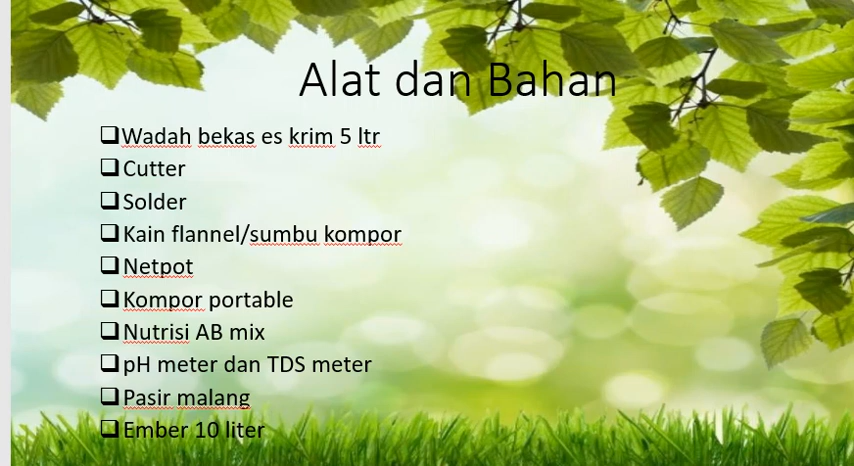 Alat dan Bahan
❑Wadah bekas es krim 5 ltr
❑Cutter
❑Solder
❑Kain flannel/sumbu kompor
❑Netpot
❑Kompor portable
❑Nutrisi AB mix
❑pH meter dan TDS meter
❑Pasir malang
❑Ember 10 liter